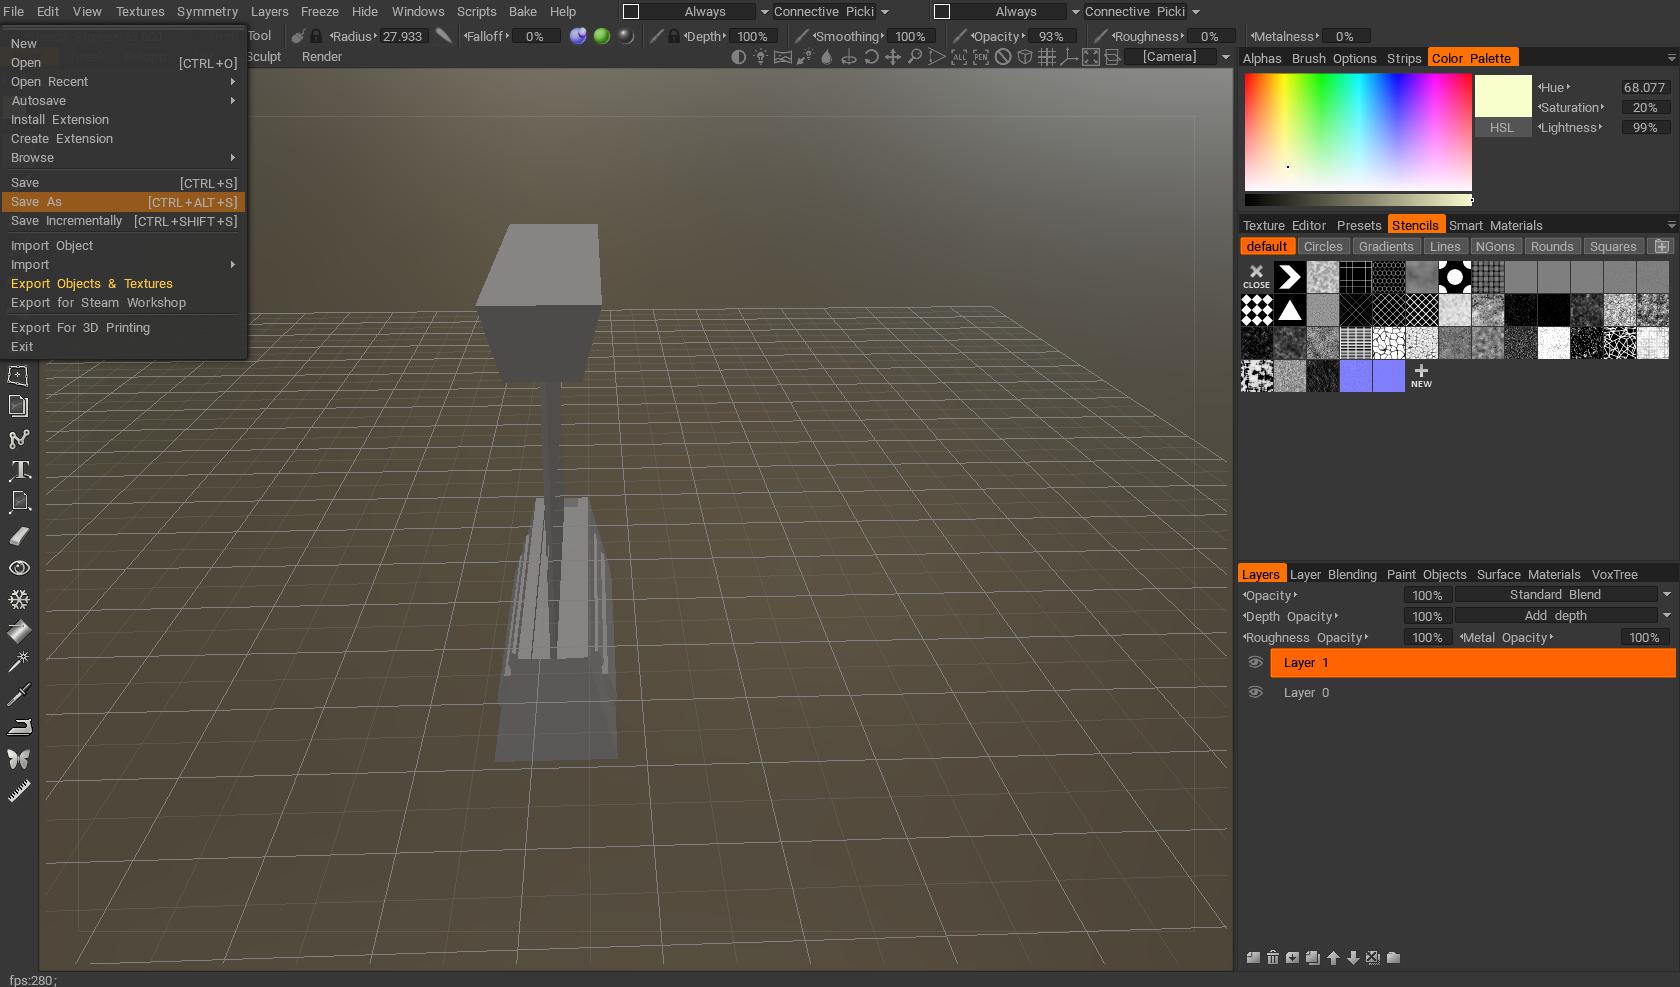 File Edit View Textures Symmetry Layers Freeze Hide Windows Scripts Bake Help Always Connective Picki Always Connective Picki
Tool Radius 27.933 Falloff 0% Depth 100% Smoothing 100% Opacity 93% Roughness 0% Metalness 0%
Sculpt Render ALL PEN [Camera]
New
Open [CTRL+O]
Open Recent
Autosave
Install Extension
Create Extension
Browse
Save [CTRL+S]
Save As [CTRL+ALT+S]
Save Incrementally [CTRL+SHIFT+S]
Import Object
Import
Export Objects & Textures
Export for Steam Workshop
Export For 3D Printing
Exit
Alphas Brush Options Strips Color Palette
Hue 68.077
Saturation 20%
HSL Lightness 99%
Texture Editor Presets Stencils Smart Materials
default Circles Gradients Lines NGons Rounds Squares
CLOSE
NEW
Layers Layer Blending Paint Objects Surface Materials VoxTree
Opacity 100% Standard Blend
Depth Opacity 100% Add depth
Roughness Opacity 100% Metal Opacity 100%
Layer 1
Layer 0
fps:280;